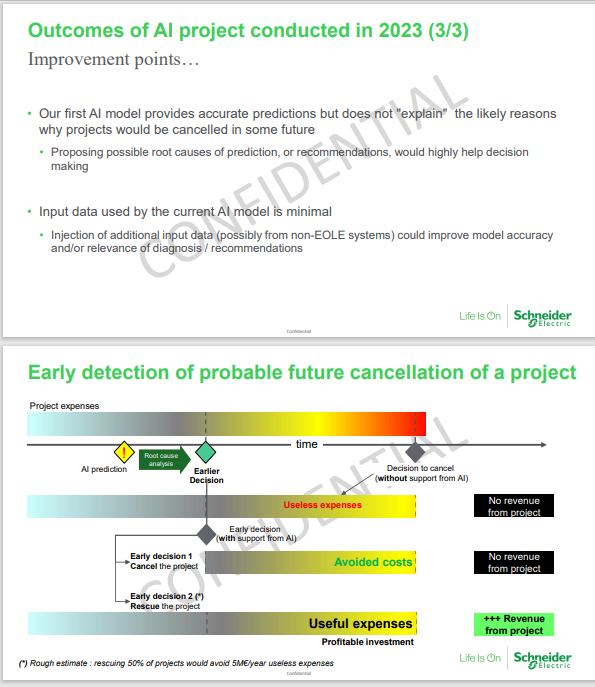 Outcomes of AI project conducted in 2023 (3/3)
Improvement points…
• Our first AI model provides accurate predictions but does not "explain" the likely reasons
why projects would be cancelled in some future
• Proposing possible root causes of prediction, or recommendations, would highly help decision
making
• Input data used by the current AI model is minimal
• Injection of additional input data (possibly from non-EOLE systems) could improve model accuracy
and/or relevance of diagnosis / recommendations
CONFIDENTIAL
Life Is On
Schneider
Electric
Confidential
Early detection of probable future cancellation of a project
Project expenses
time
!
AI prediction
Root cause
analysis
Earlier
Decision
Decision to cancel
(without support from AI)
Useless expenses
No revenue
from project
Early decision
(with support from AI)
Early decision 1
Cancel the project
Avoided costs
No revenue
from project
Early decision 2 (*)
Rescue the project
Useful expenses
+++ Revenue
from project
Profitable investment
(*) Rough estimate : rescuing 50% of projects would avoid 5M€/year useless expenses
CONFIDENTIAL
Life Is On
Schneider
Electric
Confidential